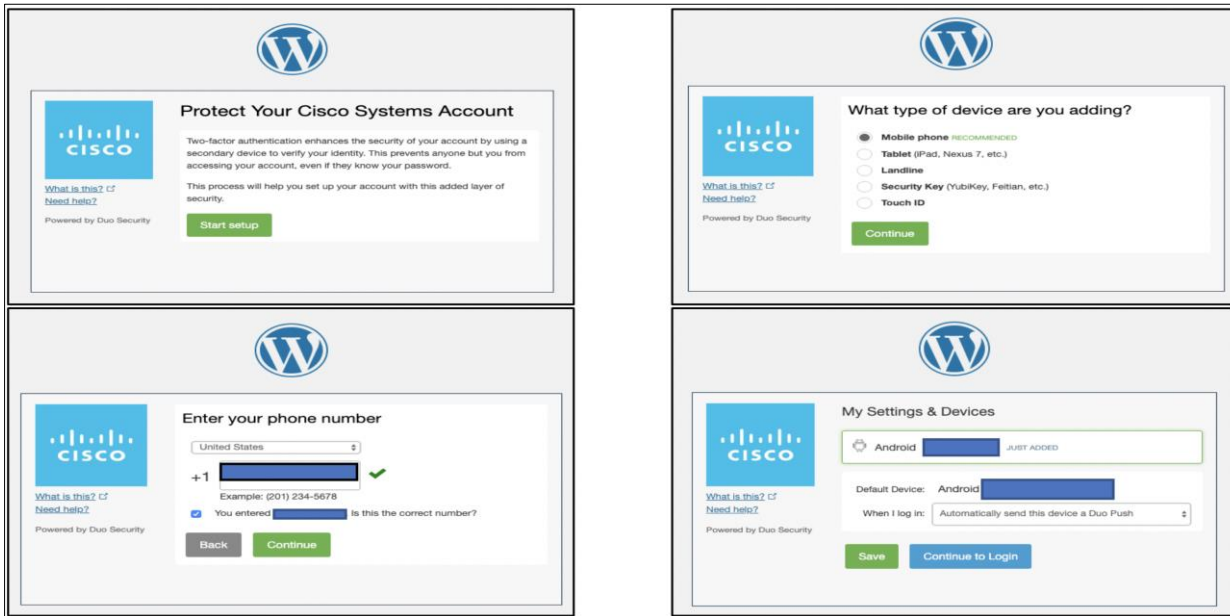 CISCO
What is this?
Need help?
Powered by Duo Security
Protect Your Cisco Systems Account
Two-factor authentication enhances the security of your account by using a
secondary device to verify your identity. This prevents anyone but you from
accessing your account, even if they know your password.
This process will help you set up your account with this added layer of
security.
Start setup
CISCO
What is this?
Need help?
Powered by Duo Security
What type of device are you adding?
Mobile phone RECOMMENDED
Tablet (iPad, Nexus 7, etc.)
Landline
Security Key (YubiKey, Feitian, etc.)
Touch ID
Continue
CISCO
What is this?
Need help?
Powered by Duo Security
Enter your phone number
United States
+1
Example: (201) 234-5678
You entered Is this the correct number?
Back Continue
CISCO
What is this?
Need help?
Powered by Duo Security
My Settings & Devices
Android JUST ADDED
Default Device: Android
When I log in: Automatically send this device a Duo Push
Save Continue to Login